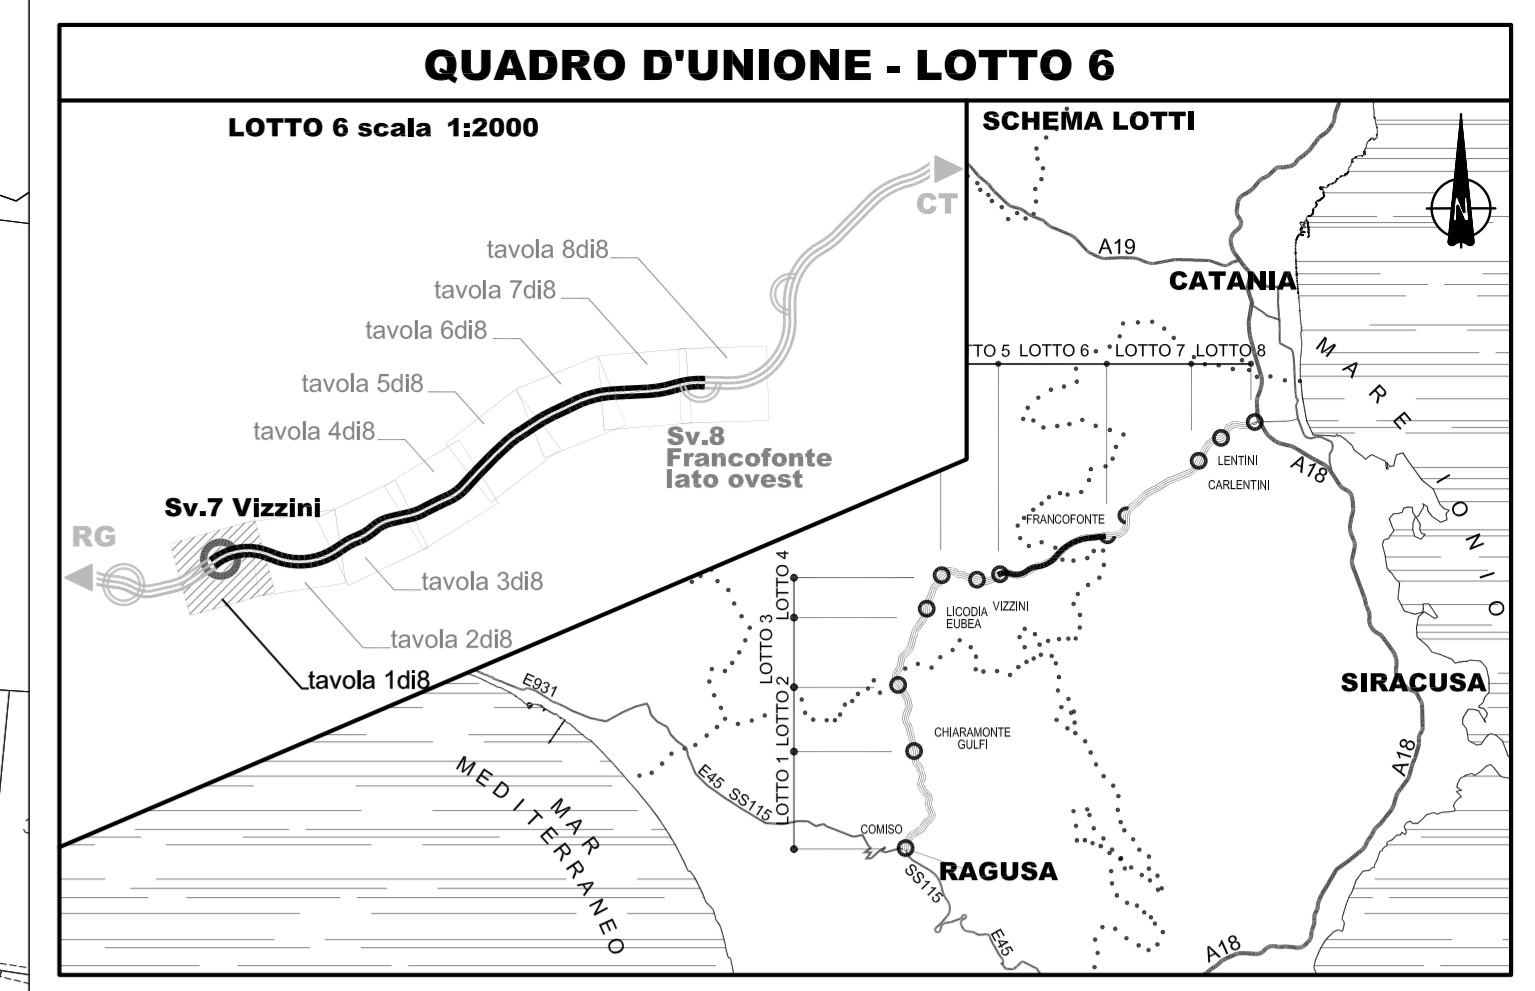 QUADRO D'UNIONE - LOTTO 6
LOTTO 6 scala 1:2000
CT
tavola 8di8
tavola 7di8
tavola 6di8
tavola 5di8
tavola 4di8
Sv.8
Francofonte
lato ovest
Sv.7 Vizzini
RG
tavola 3di8
tavola 2di8
tavola 1di8
SCHEMA LOTTI
N
A19
CATANIA
MARE
IONIO
TTO 5 LOTTO 6 LOTTO 7 LOTTO 8
LENTINI
CARLENTINI
A18
FRANCOFONTE
LICODIA
EUBEA
VIZZINI
LOTTO 4
LOTTO 3
LOTTO 2
LOTTO 1
SIRACUSA
CHIARAMONTE
GULFI
E931
E45 SS115
MAR
MEDITERRANEO
COMISO
RAGUSA
SS115
E45
A18
A18